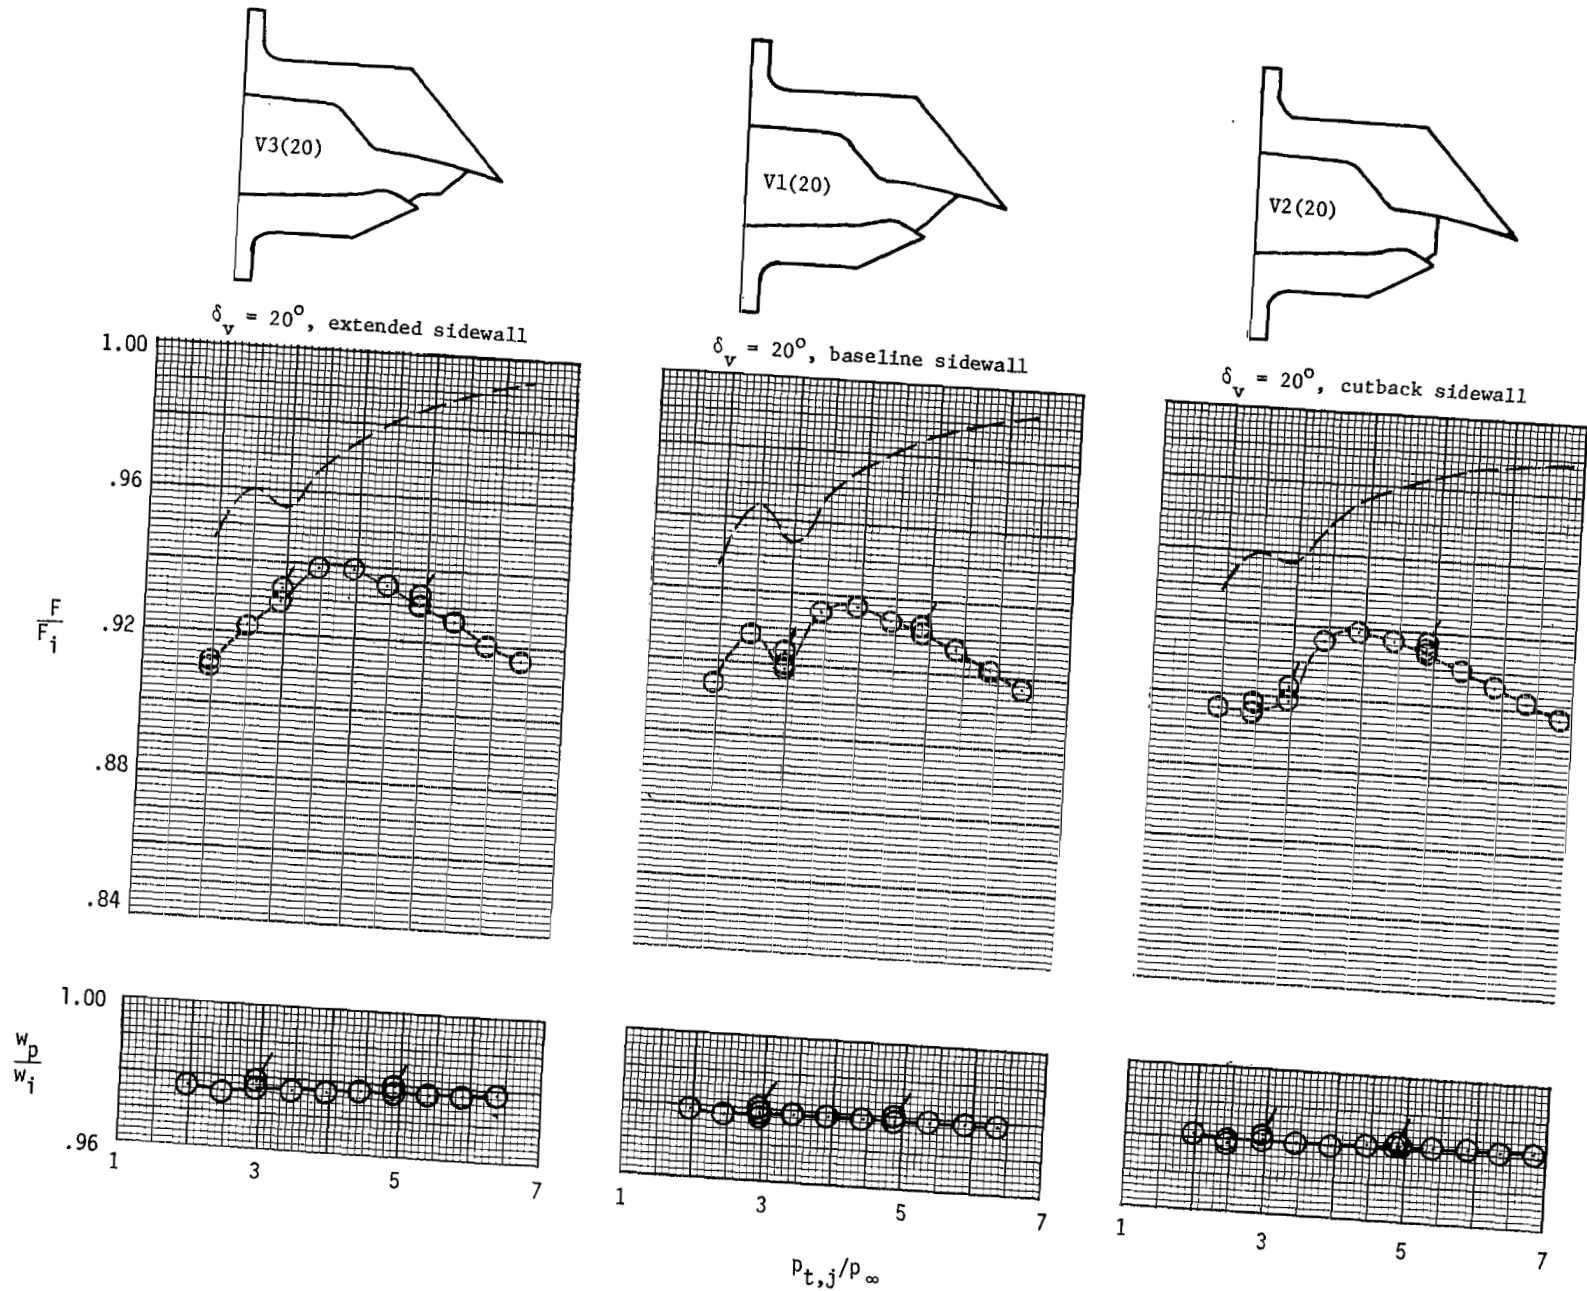 V3(20)
V1(20)
V2(20)
δv = 20°, extended sidewall
δv = 20°, baseline sidewall
δv = 20°, cutback sidewall
1.00
.96
F/Fi
.92
.88
.84
1.00
wp/wi
.96
1 3 5 7
1 3 5 7
1 3 5 7
pt,j/p∞